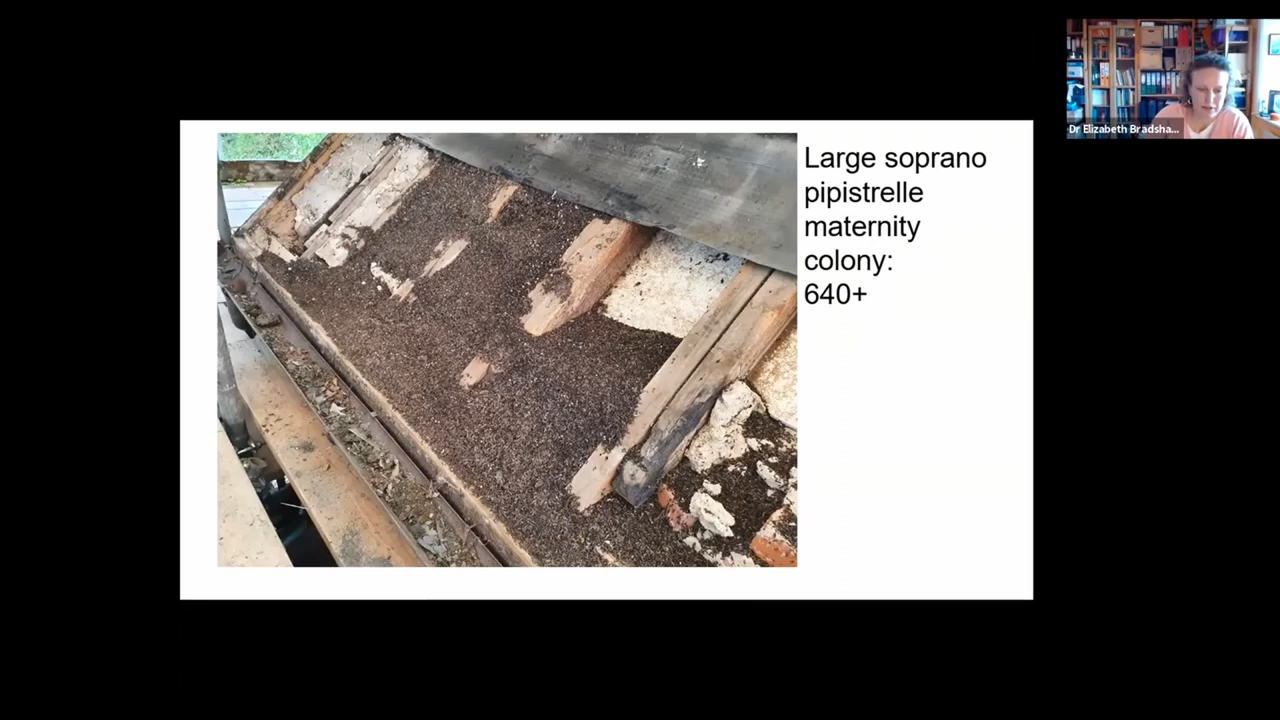 Large soprano
pipistrelle
maternity
colony:
640+
Dr Elizabeth Bradsha...